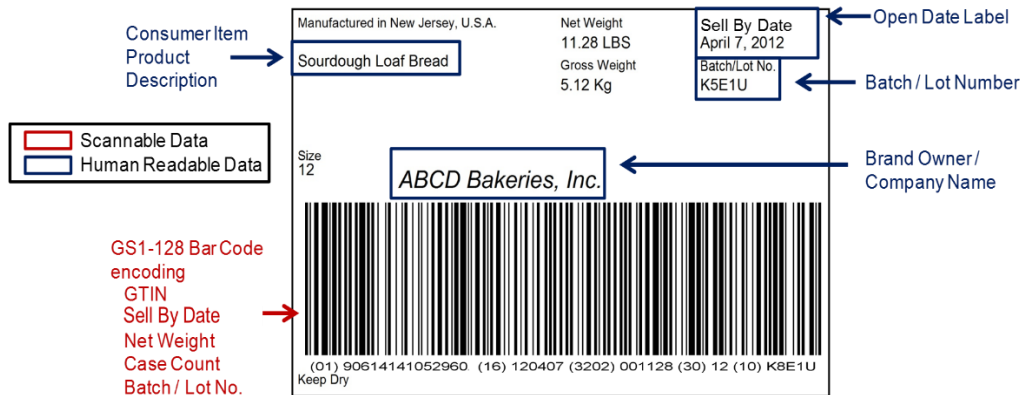 Consumer Item
Product
Description
Manufactured in New Jersey, U.S.A.
Sourdough Loaf Bread
Net Weight
11.28 LBS
Gross Weight
5.12 Kg
Sell By Date
April 7, 2012
Batch/Lot No.
K5E1U
Open Date Label
Batch / Lot Number
Scannable Data
Human Readable Data
Size
12
ABCD Bakeries, Inc.
Brand Owner /
Company Name
GS1-128 Bar Code
encoding
GTIN
Sell By Date
Net Weight
Case Count
Batch / Lot No.
(01) 90614141052960 (16) 120407 (3202) 001128 (30) 12 (10) K8E1U
Keep Dry